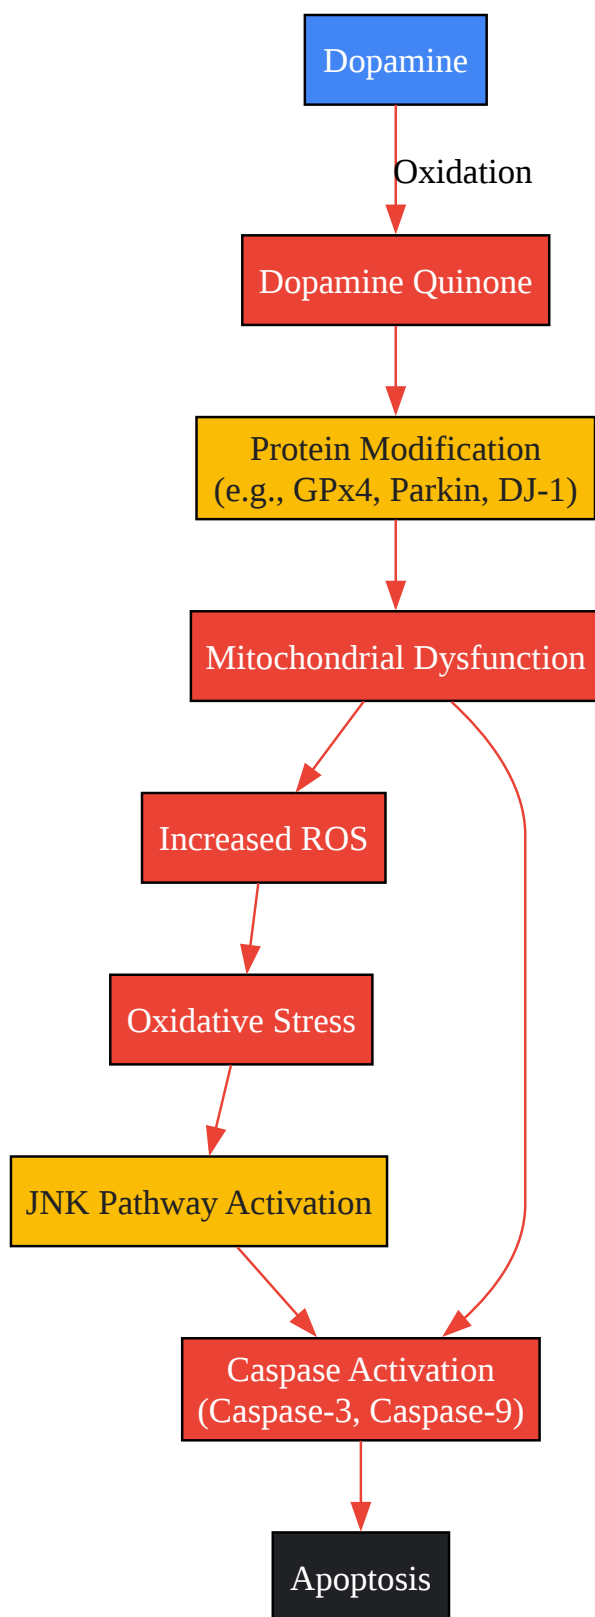 Dopamine
Oxidation
Dopamine Quinone
Protein Modification
(e.g., GPx4, Parkin, DJ-1)
Mitochondrial Dysfunction
Increased ROS
Oxidative Stress
JNK Pathway Activation
Caspase Activation
(Caspase-3, Caspase-9)
Apoptosis